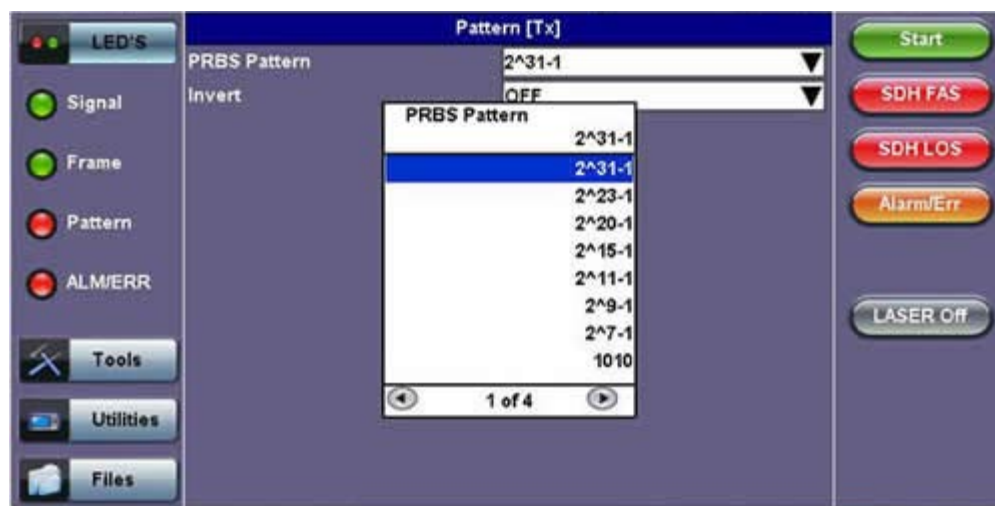 LED'S
Signal
Frame
Pattern
ALM/ERR
Tools
Utilities
Files
Pattern [Tx]
PRBS Pattern 2^31-1
Invert OFF
PRBS Pattern
2^31-1
2^31-1
2^23-1
2^20-1
2^15-1
2^11-1
2^9-1
2^7-1
1010
1 of 4
Start
SDH FAS
SDH LOS
Alarm/Err
LASER Off